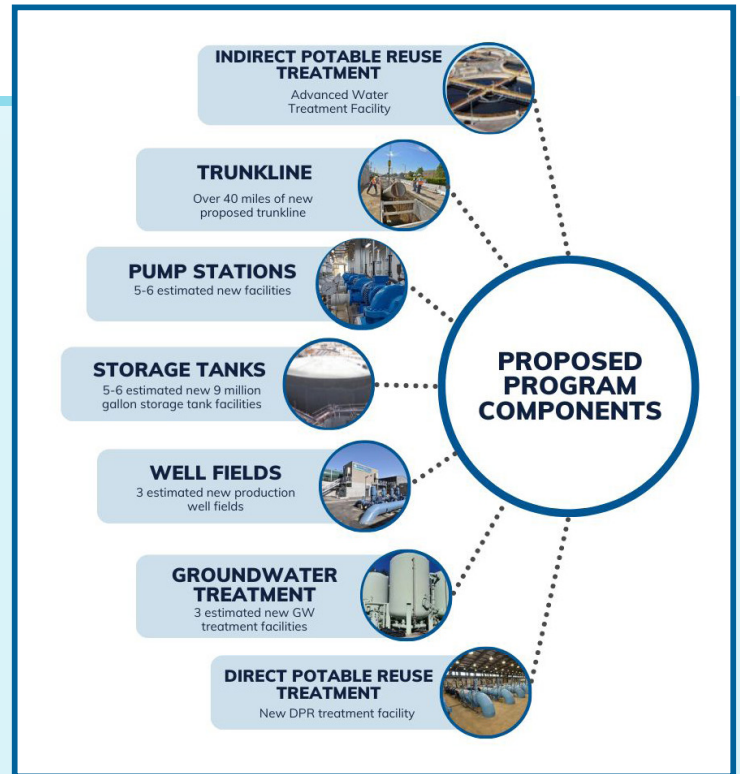 INDIRECT POTABLE REUSE
TREATMENT
Advanced Water
Treatment Facility
TRUNKLINE
Over 40 miles of new
proposed trunkline
PUMP STATIONS
5-6 estimated new facilities
STORAGE TANKS
5-6 estimated new 9 million
gallon storage tank facilities
WELL FIELDS
3 estimated new production
well fields
GROUNDWATER
TREATMENT
3 estimated new GW
treatment facilities
DIRECT POTABLE REUSE
TREATMENT
New DPR treatment facility
PROPOSED
PROGRAM
COMPONENTS